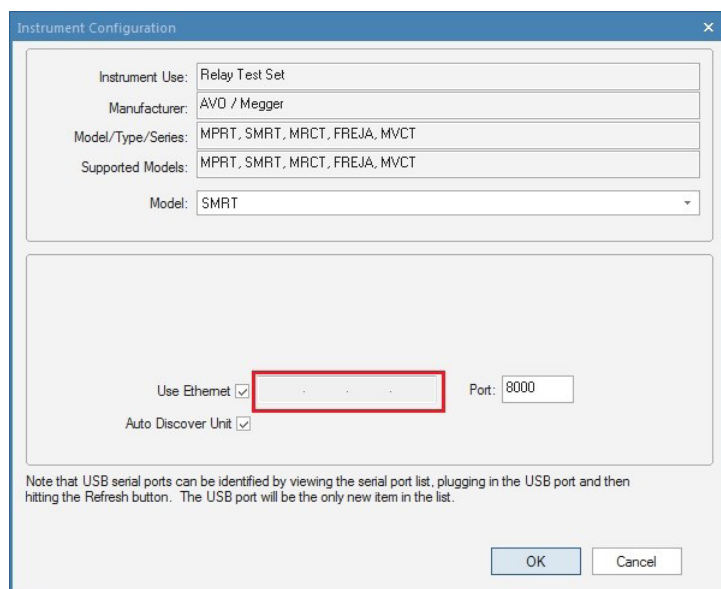 Instrument Configuration ×
Instrument Use: Relay Test Set
Manufacturer: AVO / Megger
Model/Type/Series: MPRT, SMRT, MRCT, FREJA, MVCT
Supported Models: MPRT, SMRT, MRCT, FREJA, MVCT
Model: SMRT
Use Ethernet . . . Port: 8000
Auto Discover Unit
Note that USB serial ports can be identified by viewing the serial port list, plugging in the USB port and then
hitting the Refresh button. The USB port will be the only new item in the list.
OK Cancel